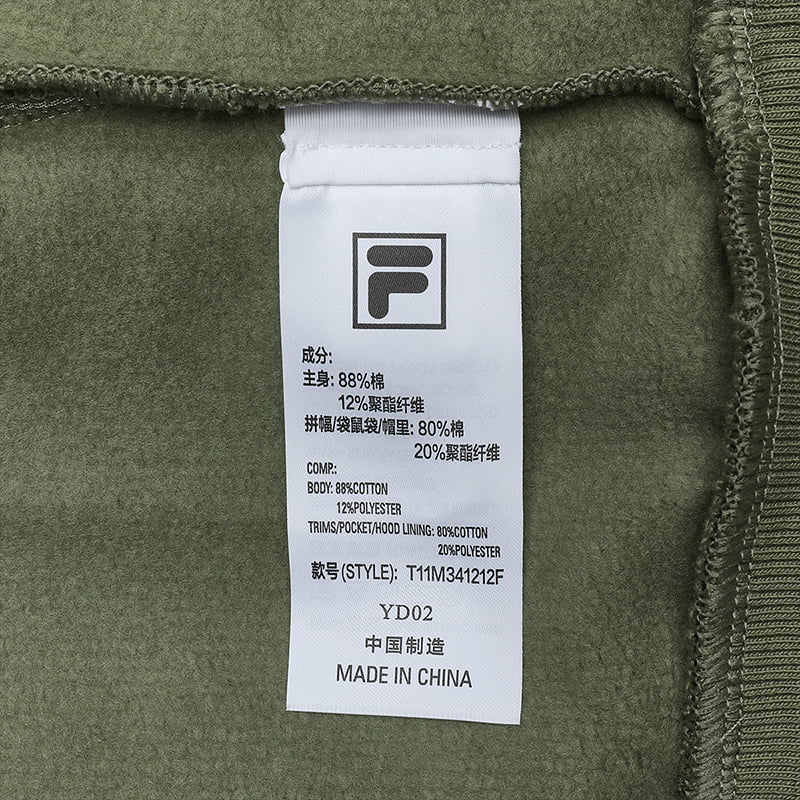 F
成分:
主身: 88%棉
12%聚酯纤维
拼幅/袋鼠袋/帽里: 80%棉
20%聚酯纤维
COMP.:
BODY: 88%COTTON
12%POLYESTER
TRIMS/POCKET/HOOD LINING: 80%COTTON
20%POLYESTER
款号(STYLE): T11M341212F
YD02
中国制造
MADE IN CHINA